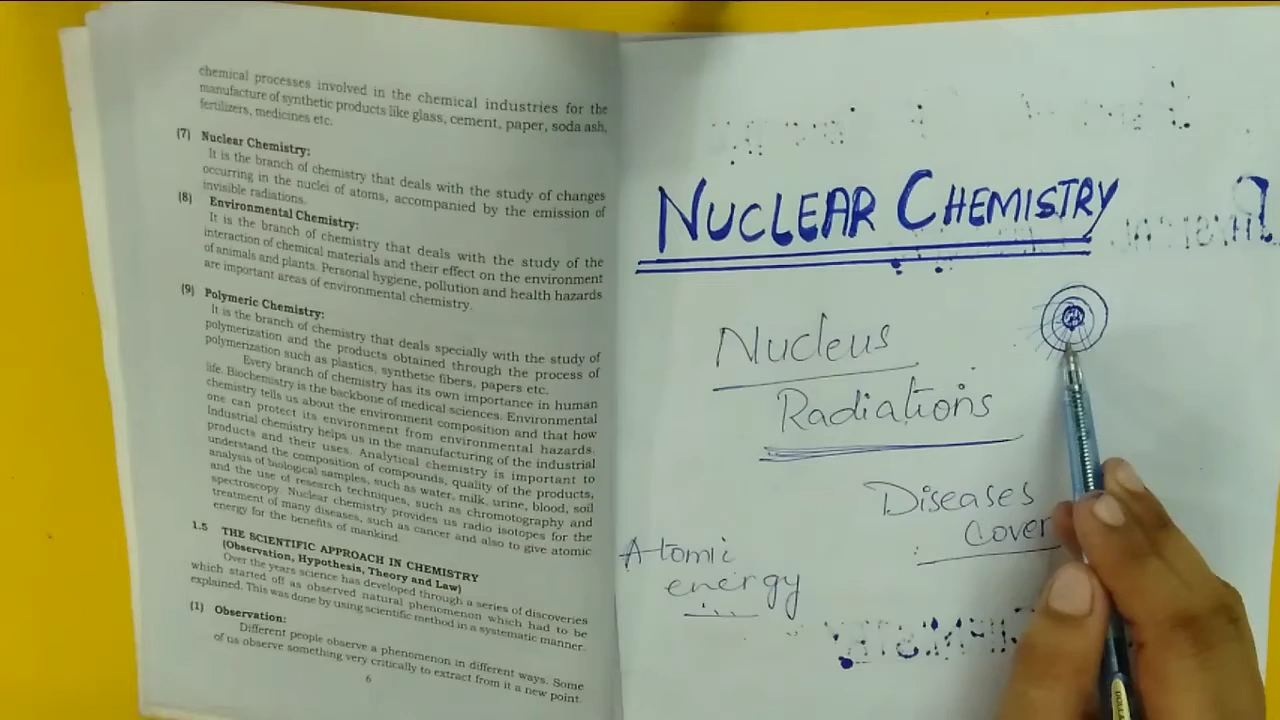 chemical processes involved in the chemical industries for the
manufacture of synthetic products like glass, cement, paper, soda ash,
fertilizers, medicines etc.
(7) Nuclear Chemistry:
It is the branch of chemistry that deals with the study of changes
occurring in the nuclei of atoms, accompanied by the emission of
invisible radiations.
(8) Environmental Chemistry:
It is the branch of chemistry that deals with the study of the
interaction of chemical materials and their effect on the environment
of animals and plants. Personal hygiene, pollution and health hazards
are important areas of environmental chemistry.
(9) Polymeric Chemistry:
It is the branch of chemistry that deals specially with the study of
polymerization and the products obtained through the process of
polymenzation such as plastics, synthetic fibers, papers etc.
Every branch of chemistry has its own importance in human
life. Biochemistry is the backbone of medical sciences. Environmental
chemistry tells us about the environment composition and that how
one can protect its environment from environmental hazards.
Industrial chemistry helps us in the manufacturing of the industrial
products and their uses. Analytical chemistry is important to
understand the composition of compounds, quality of the products,
analysis of biological samples, such as water, milk, urine, blood, soil
and the use of research techniques, such as chromotography and
spectroscopy. Nuclear chemistry provides us radio isotopes for the
treatment of many diseases, such as cancer and also to give atomic
energy for the benefits of mankind.
1.5 THE SCIENTIFIC APPROACH IN CHEMISTRY
(Observation, Hypothesis, Theory and Law)
Over the years science has developed through a series of discoveries
which started off as observed natural phenomenon which had to be
explained. This was done by using scientific method in a systematic manner.
(1) Observation:
Different people observe a phenomenon in different ways. Some
of us observe something very critically to extract from it a new point.
6
NUCLEAR CHEMISTRY
Nucleus
Radiations
Diseases
Cover
Atomic
energy